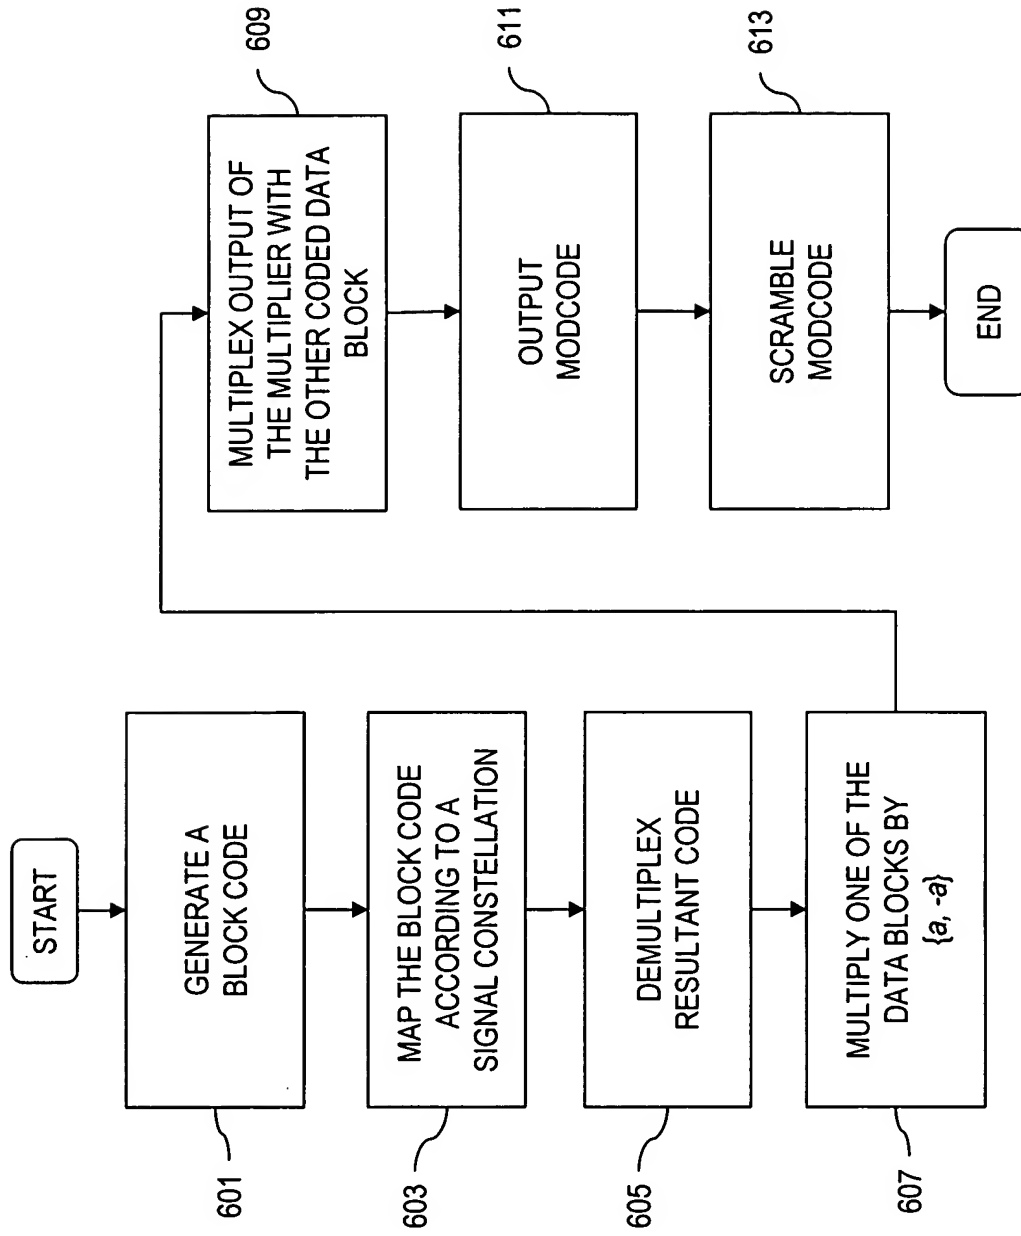 START
GENERATE A
BLOCK CODE
601
MAP THE BLOCK CODE
ACCORDING TO A
SIGNAL CONSTELLATION
603
DEMULTIPLEX
RESULTANT CODE
605
MULTIPLY ONE OF THE
DATA BLOCKS BY
{a, -a}
607
MULTIPLEX OUTPUT OF
THE MULTIPLIER WITH
THE OTHER CODED DATA
BLOCK
609
OUTPUT
MODCODE
611
SCRAMBLE
MODCODE
613
END